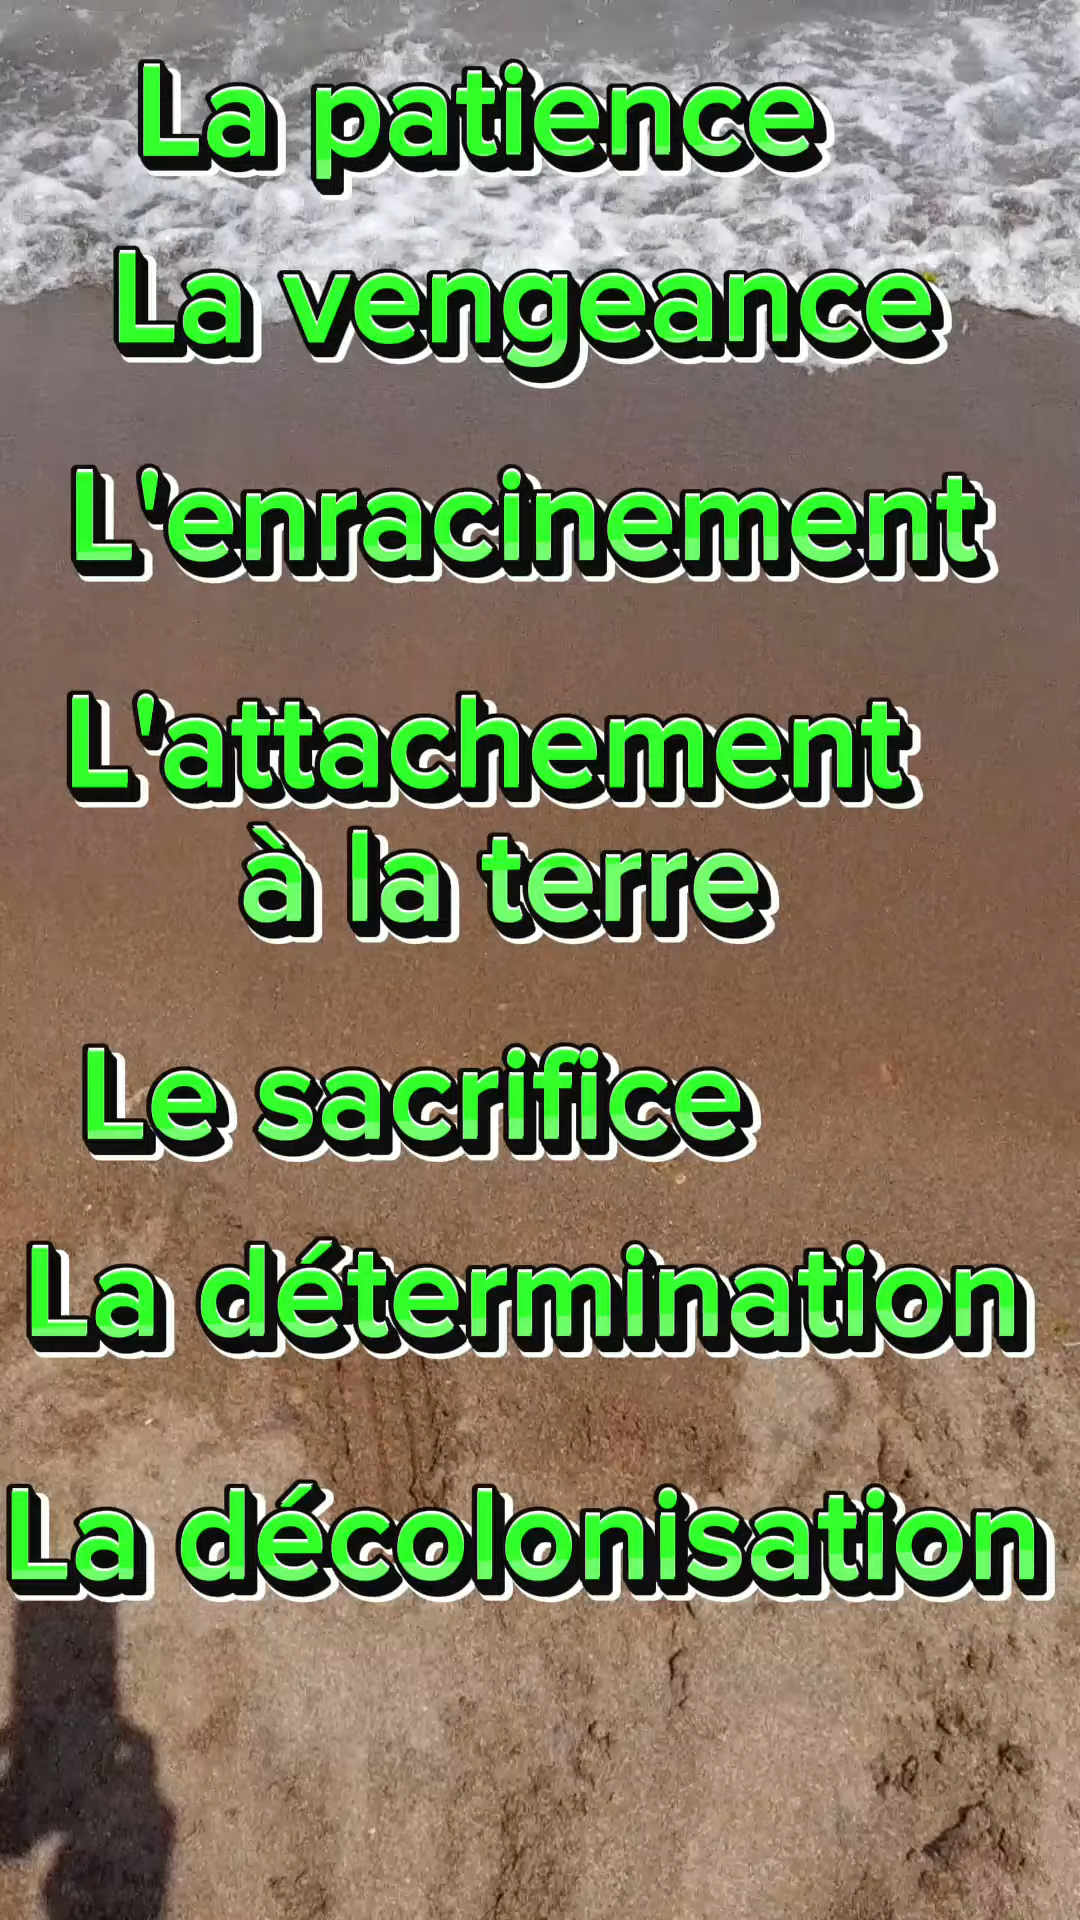 La patience
La vengeance
L'enracinement
L'attachement
à la terre
Le sacrifice
La détermination
La décolonisation